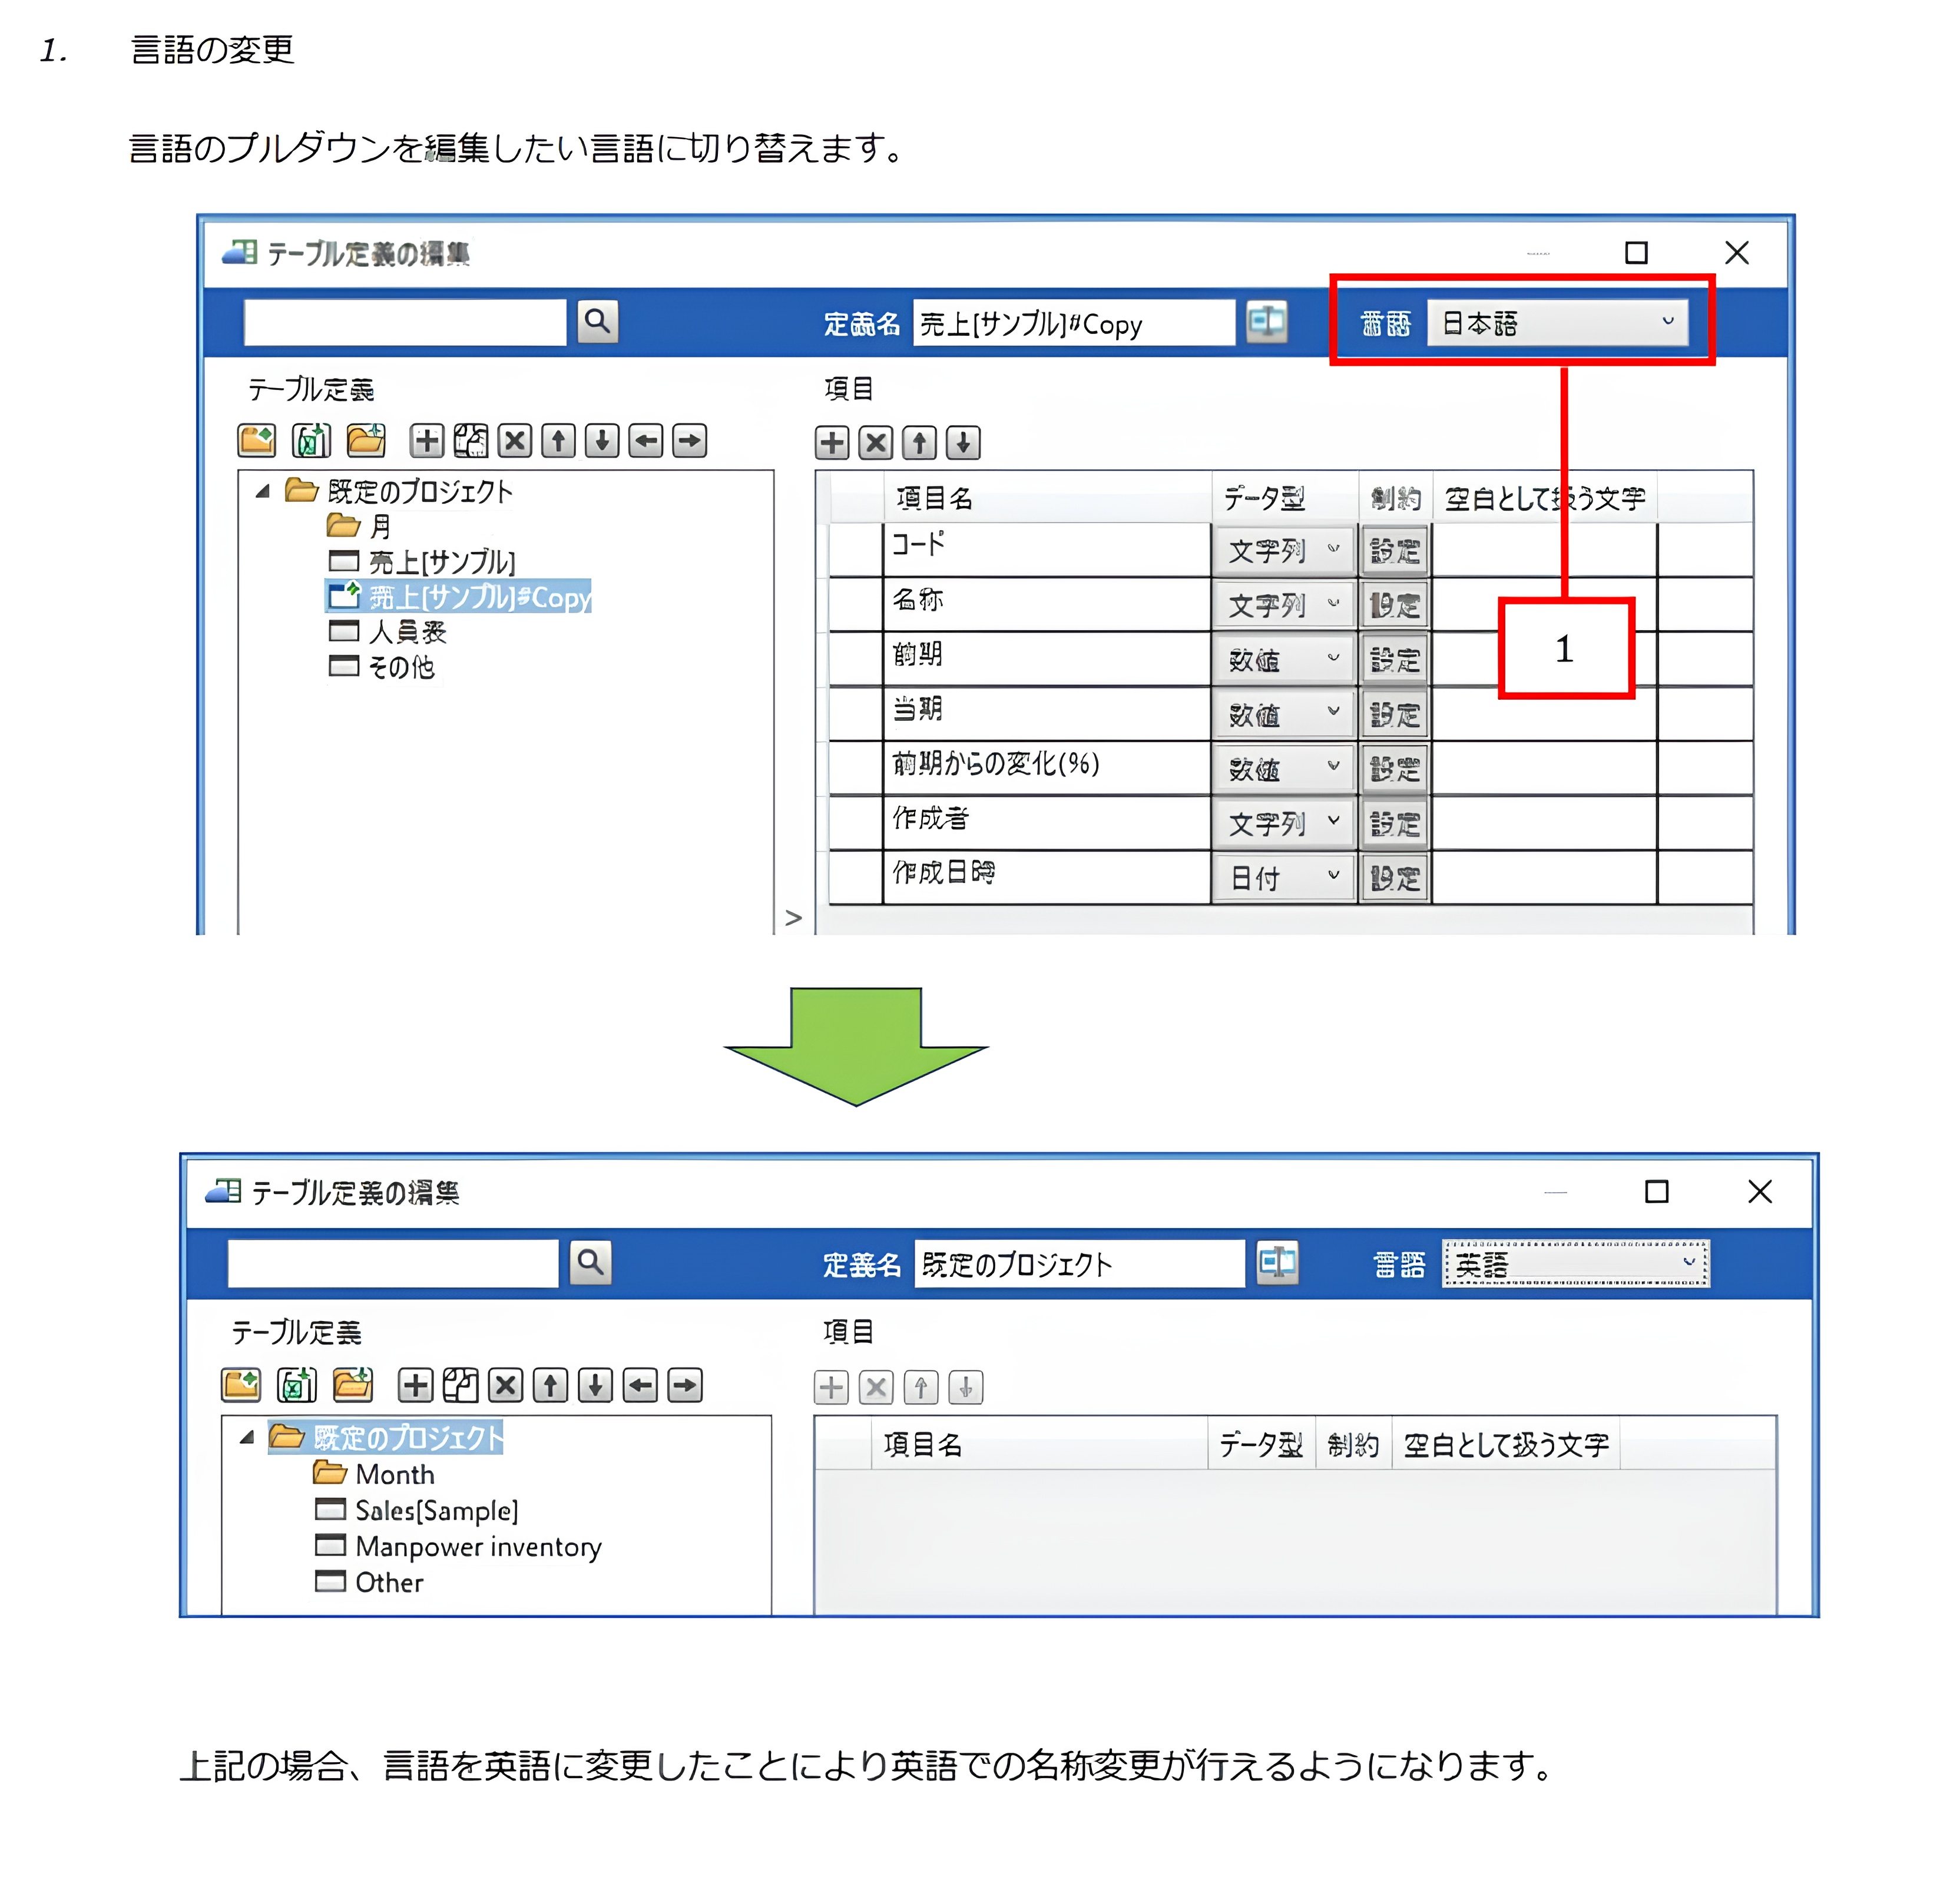 1. 言語の変更
言語のプルダウンを編集したい言語に切り替えます。
テーブル定義の編集
定義名 売上[サンプル]#Copy 言語 日本語
テーブル定義 項目
既定のプロジェクト
月
売上[サンプル]
売上[サンプル]#Copy
人員表
その他
項目名 データ型 制約 空白として扱う文字
コード 文字列 設定
名称 文字列 設定
前期 数値 設定
当期 数値 設定
前期からの変化(%) 数値 設定
作成者 文字列 設定
作成日時 日付 設定
1
>
テーブル定義の編集
定義名 既定のプロジェクト 言語 英語
テーブル定義 項目
既定のプロジェクト
Month
Sales[Sample]
Manpower inventory
Other
項目名 データ型 制約 空白として扱う文字
上記の場合、言語を英語に変更したことにより英語での名称変更が行えるようになります。